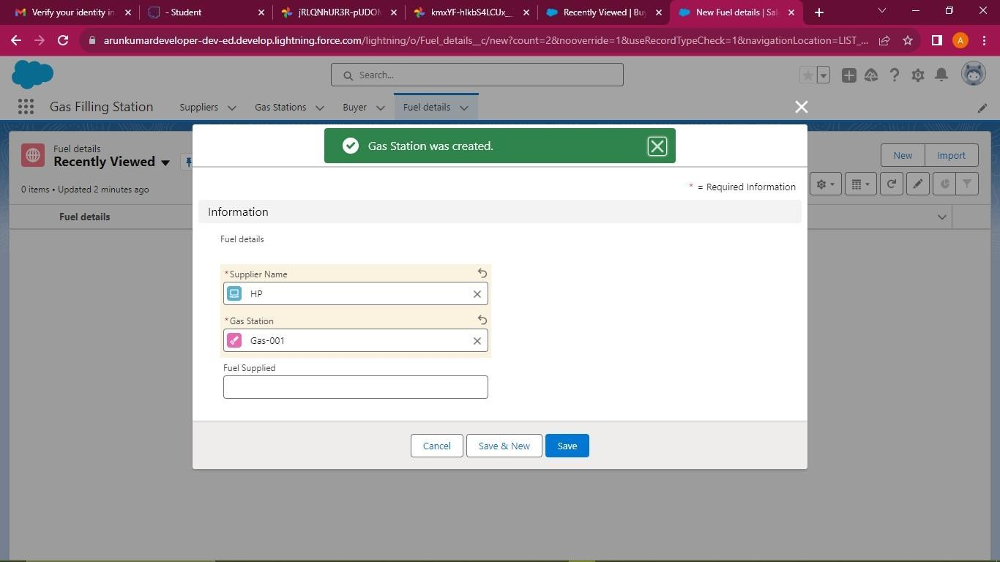 Verify your identity in
- Student
jRLQNhUR3R-pUDOM
kmxYF-hIkbS4LCUx_
Recently Viewed | Buy
New Fuel details | Sal
arunkumardeveloper-dev-ed.develop.lightning.force.com/lightning/o/Fuel_details__c/new?count=2&nooverride=1&useRecordTypeCheck=1&navigationLocation=LIST_...
A
Search...
Gas Filling Station
Suppliers
Gas Stations
Buyer
Fuel details
Gas Station was created.
Fuel details
Recently Viewed
New
Import
0 items • Updated 2 minutes ago
* = Required Information
Fuel details
Information
Fuel details
*Supplier Name
HP
*Gas Station
Gas-001
Fuel Supplied
Cancel
Save & New
Save